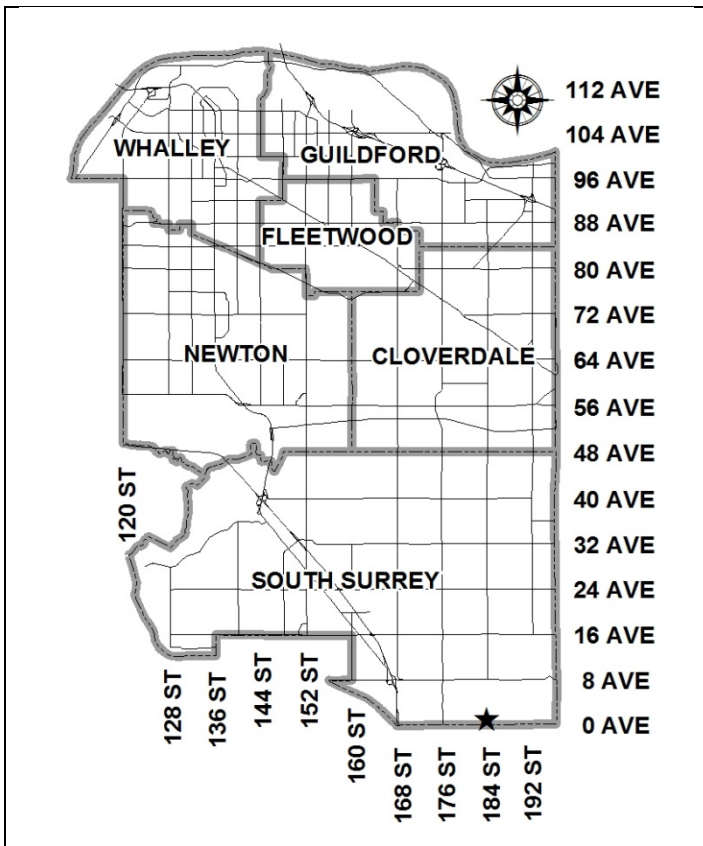 112 AVE
104 AVE
WHALLEY
GUILDFORD
96 AVE
88 AVE
FLEETWOOD
80 AVE
72 AVE
NEWTON
CLOVERDALE
64 AVE
56 AVE
48 AVE
120 ST
40 AVE
32 AVE
SOUTH SURREY
24 AVE
16 AVE
128 ST
136 ST
144 ST
152 ST
160 ST
8 AVE
0 AVE
168 ST
176 ST
184 ST
192 ST